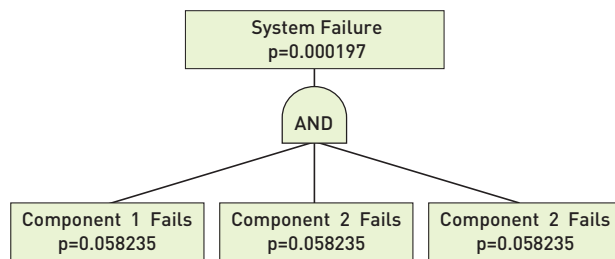 System Failure
p=0.000197
AND
Component 1 Fails
p=0.058235
Component 2 Fails
p=0.058235
Component 2 Fails
p=0.058235